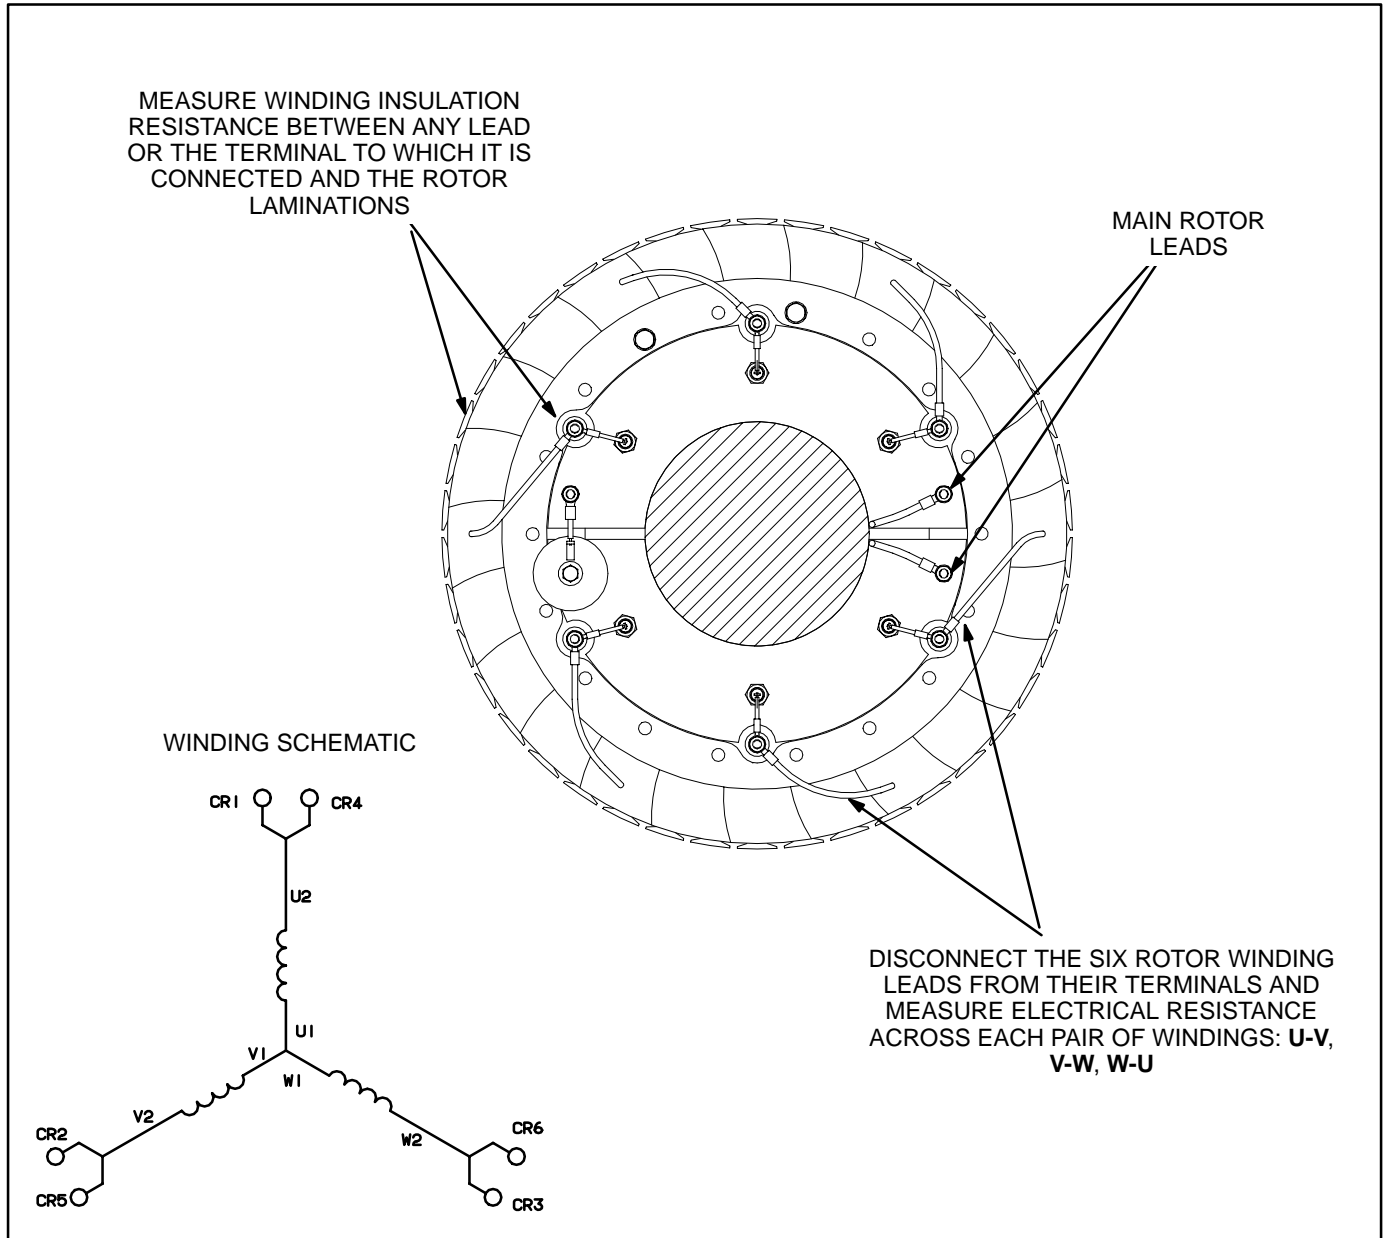 MEASURE WINDING INSULATION
RESISTANCE BETWEEN ANY LEAD
OR THE TERMINAL TO WHICH IT IS
CONNECTED AND THE ROTOR
LAMINATIONS
MAIN ROTOR
LEADS
WINDING SCHEMATIC
CR1
CR4
U2
U1
V1
W1
V2
W2
CR2
CR5
CR6
CR3
DISCONNECT THE SIX ROTOR WINDING
LEADS FROM THEIR TERMINALS AND
MEASURE ELECTRICAL RESISTANCE
ACROSS EACH PAIR OF WINDINGS: U-V,
V-W, W-U